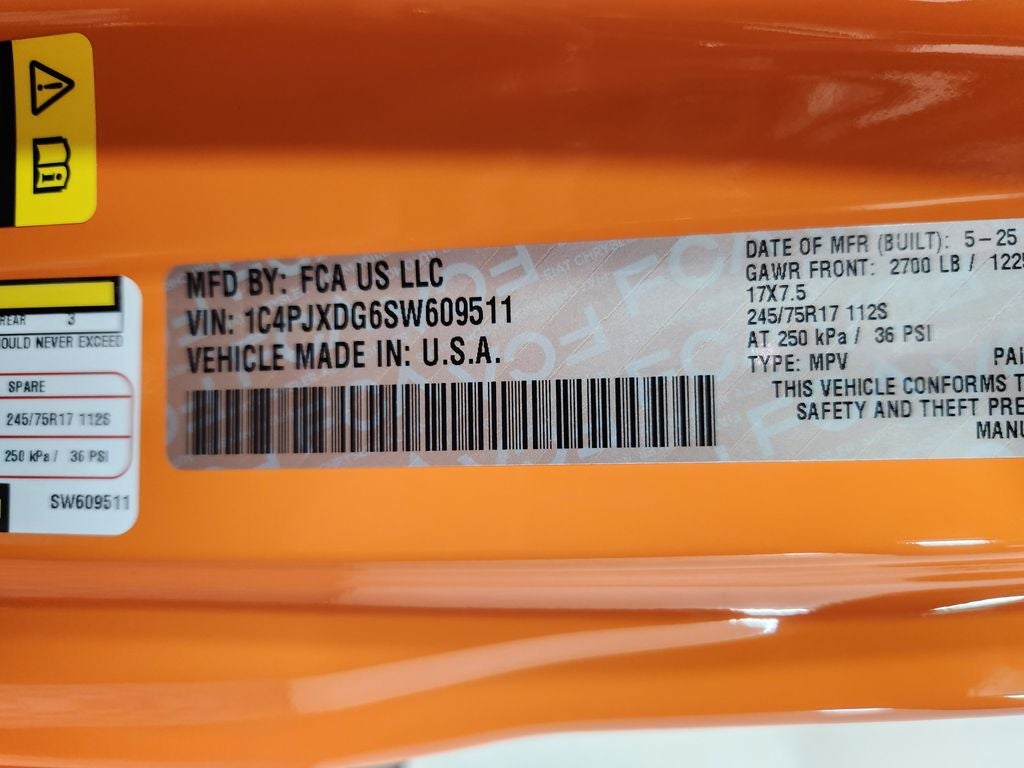 REAR 3
OULD NEVER EXCEED
SPARE
245/75R17 112S
250 kPa / 36 PSI
SW609511
MFD BY: FCA US LLC
VIN: 1C4PJXDG6SW609511
VEHICLE MADE IN: U.S.A.
DATE OF MFR (BUILT): 5-25
GAWR FRONT: 2700 LB / 1225
17X7.5
245/75R17 112S
AT 250 kPa / 36 PSI
TYPE: MPV PAI
THIS VEHICLE CONFORMS T
SAFETY AND THEFT PRE
MANU